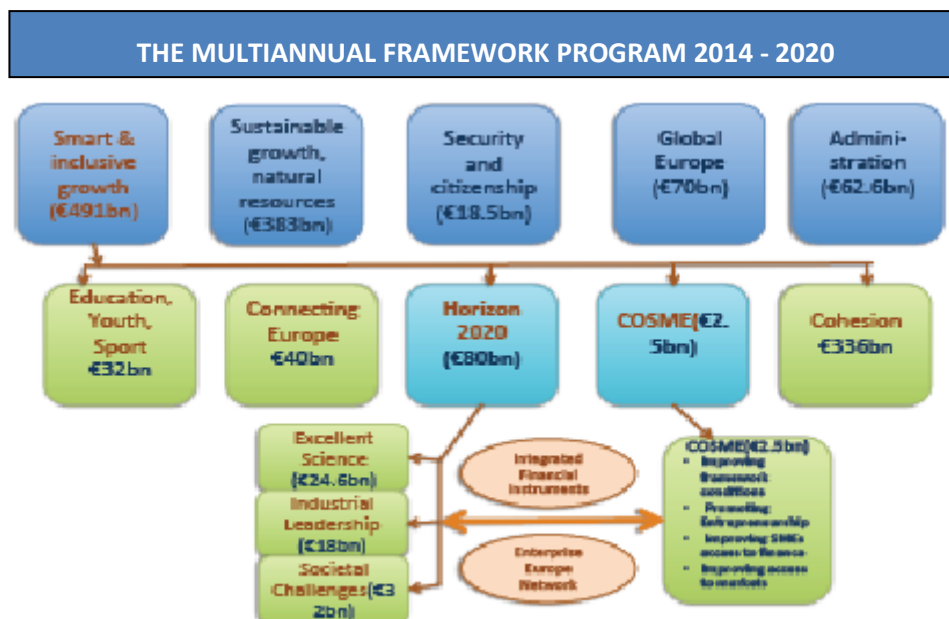 THE MULTIANNUAL FRAMEWORK PROGRAM 2014 - 2020
Smart &
inclusive
growth
(€491bn)
Sustainable
growth,
natural
resources
(€383bn)
Security
and
citizenship
(€18.5bn)
Global
Europe
(€70bn)
Admini-
stration
(€62.6bn)
Education,
Youth,
Sport
€32bn
Connecting
Europe
€40bn
Horizon
2020
(€80bn)
COSME(€2.
5bn)
Cohesion
€336bn
Excellent
Science
(€24.6bn)
Industrial
Leadership
(€18bn)
Societal
Challenges(€3
2bn)
Integrated
Financial
Instruments
Enterprise
Europe
Network
COSME(€2.5bn)
• Improving
framework
conditions
• Promoting
Entrepreneurship
• Improving SMEs
access to finance
• Improving access
to markets